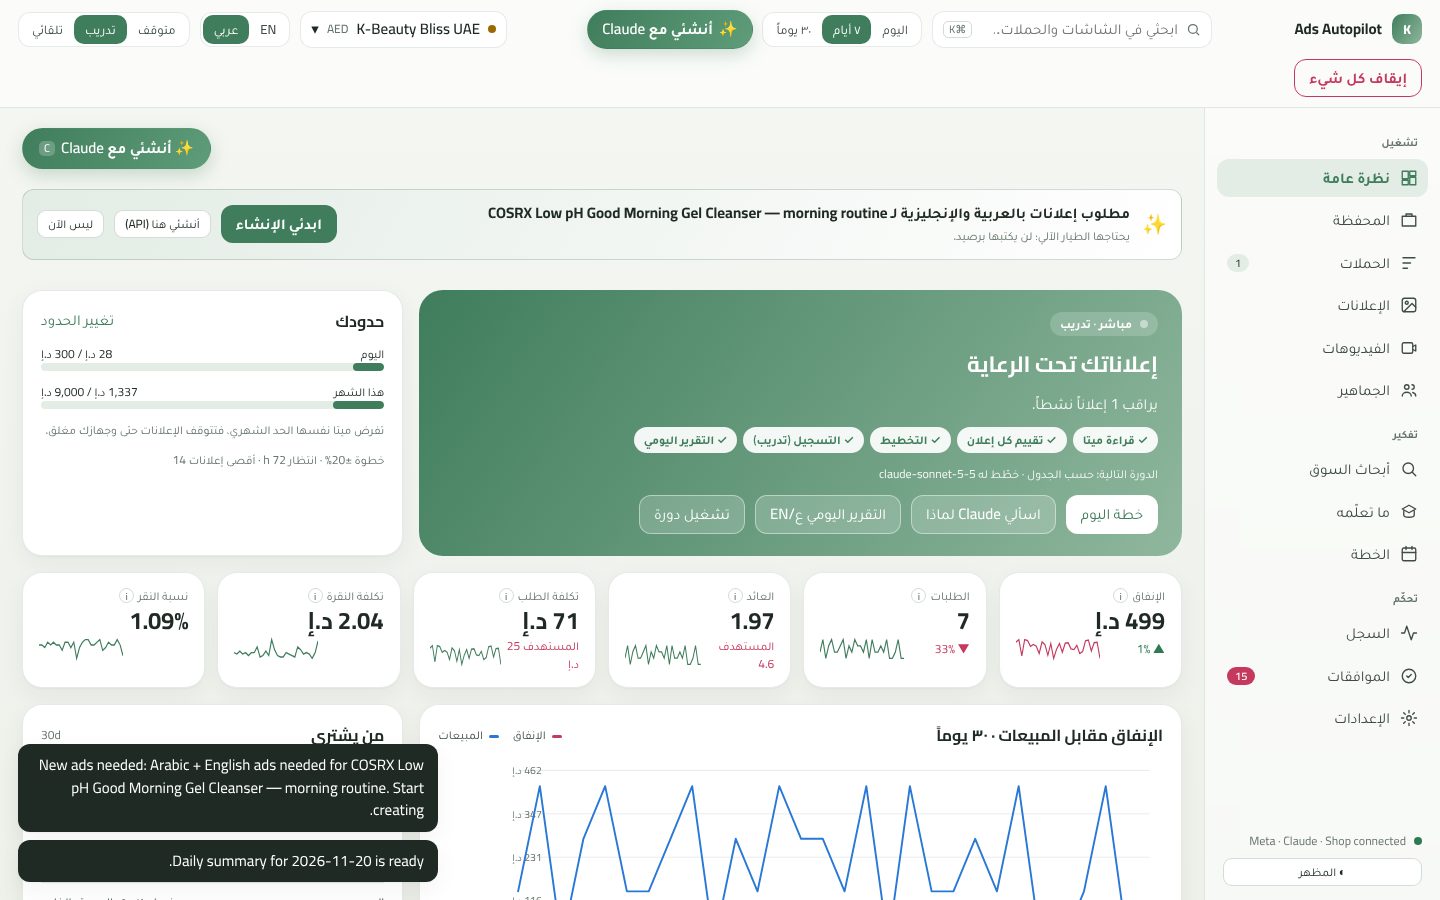 K
Ads Autopilot
ابحثي في الشاشات والحملات..
⌘K
اليوم
٧ أيام
٣٠ يوماً
✨ أنشئي مع Claude
K-Beauty Bliss UAE AED ▼
EN
عربي
متوقف
تدريب
تلقائي
إيقاف كل شيء
تشغيل
نظرة عامة
المحفظة
الحملات
1
الإعلانات
الفيديوهات
الجماهير
تفكير
أبحاث السوق
ما تعلّمه
الخطة
تحكّم
السجل
الموافقات
15
الإعدادات
Meta · Claude · Shop connected
المظهر
✨ أنشئي مع Claude C
مطلوب إعلانات بالعربية والإنجليزية لـ COSRX Low pH Good Morning Gel Cleanser — morning routine
يحتاجها الطيار الآلي؛ لن يكتبها برصيد.
ابدئي الإنشاء
أنشئي هنا (API)
ليس الآن
مباشر · تدريب
إعلاناتك تحت الرعاية
يراقب 1 إعلاناً نشطاً.
✓ قراءة ميتا
✓ تقييم كل إعلان
✓ التخطيط
✓ التسجيل (تدريب)
✓ التقرير اليومي
الدورة التالية: حسب الجدول · خطّط له claude-sonnet-5-5
خطة اليوم
اسألي Claude لماذا
التقرير اليومي ع/EN
تشغيل دورة
حدودك
تغيير الحدود
اليوم
28 د.إ / 300 د.إ
هذا الشهر
1,337 د.إ / 9,000 د.إ
تفرض ميتا نفسها الحد الشهري. فتتوقف الإعلانات حتى وجهازك مغلق.
خطوة ±20% · انتظار 72 h · أقصى إعلانات 14
الإنفاق i
499 د.إ
▲ 1%
الطلبات i
7
▼ 33%
العائد i
1.97
المستهدف
4.6
تكلفة الطلب i
71 د.إ
المستهدف 25
د.إ
تكلفة النقرة i
2.04 د.إ
نسبة النقر i
1.09%
الإنفاق مقابل المبيعات · ٣٠ يوماً
الإنفاق
المبيعات
462 د.إ
347 د.إ
231 د.إ
116 د.إ
من يشتري
30d
New ads needed: Arabic + English ads needed for COSRX Low
pH Good Morning Gel Cleanser — morning routine. Start
creating.
Daily summary for 2026-11-20 is ready.